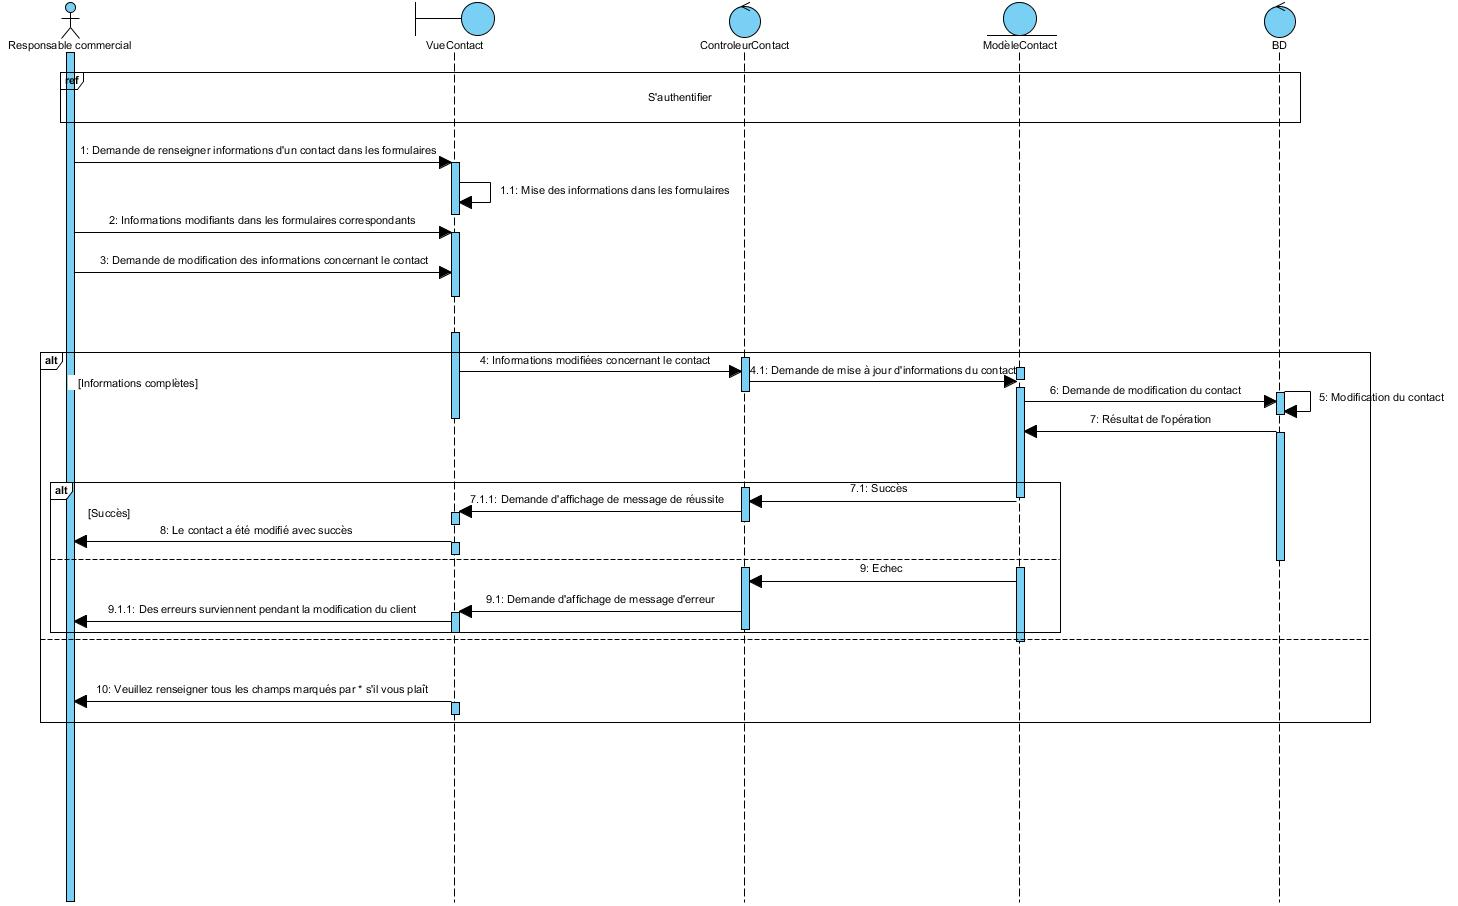 Responsable commercial
VueContact
ControleurContact
ModèleContact
BD
ref
S'authentifier
1: Demande de renseigner informations d'un contact dans les formulaires
1.1: Mise des informations dans les formulaires
2: Informations modifiants dans les formulaires correspondants
3: Demande de modification des informations concernant le contact
alt
4: Informations modifiées concernant le contact
4.1: Demande de mise à jour d'informations du contact
[Informations complètes]
6: Demande de modification du contact
5: Modification du contact
7: Résultat de l'opération
alt
7.1: Succès
7.1.1: Demande d'affichage de message de réussite
[Succès]
8: Le contact a été modifié avec succès
9: Echec
9.1: Demande d'affichage de message d'erreur
9.1.1: Des erreurs surviennent pendant la modification du client
10: Veuillez renseigner tous les champs marqués par * s'il vous plaît